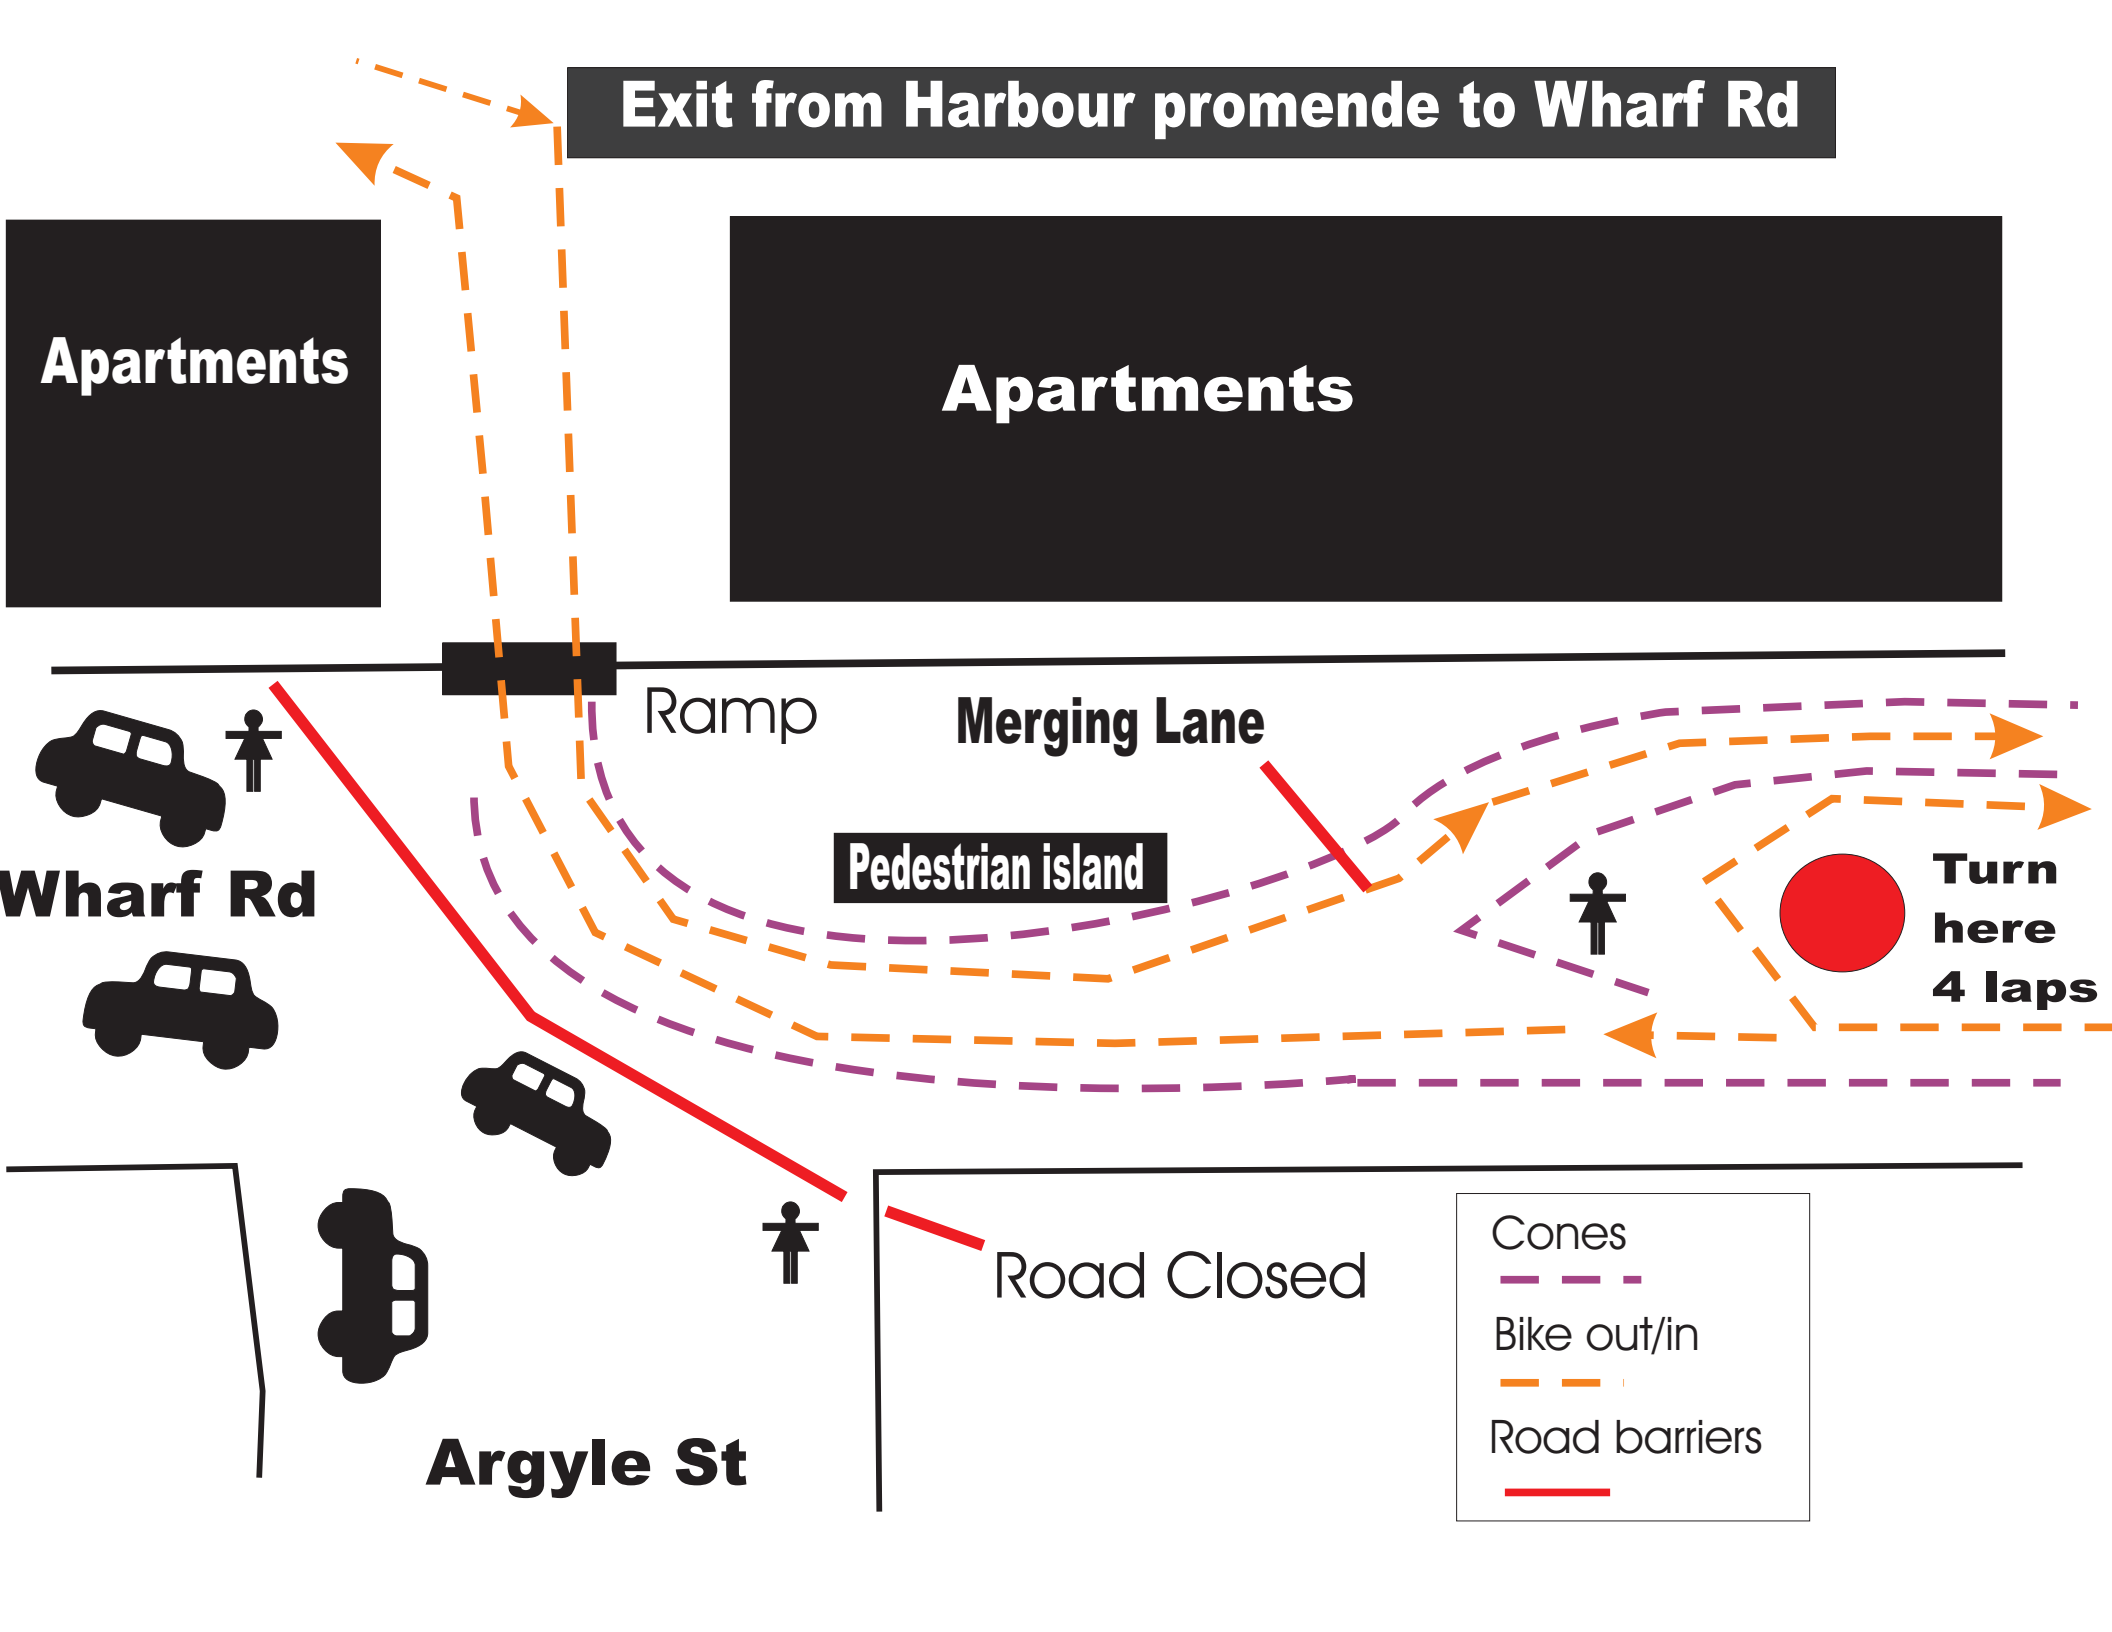 Exit from Harbour promende to Wharf Rd
Apartments
Apartments
Ramp
Merging Lane
Pedestrian island
Wharf Rd
Turn
here
4 laps
Road Closed
Argyle St
Cones
Bike out/in
Road barriers